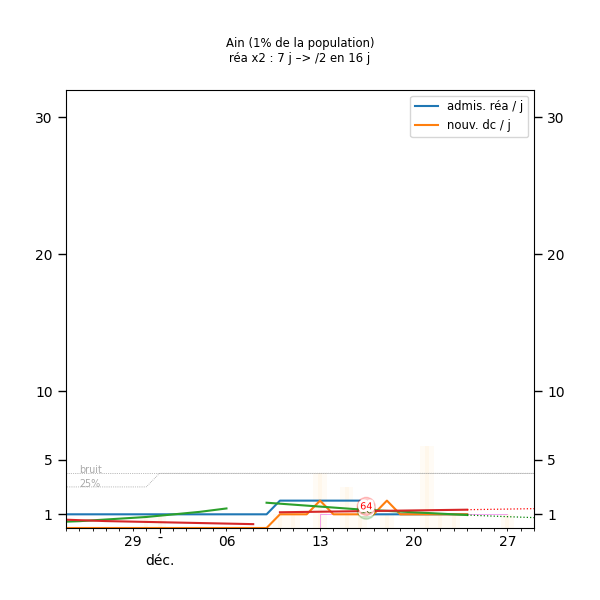 Ain (1% de la population)
réa x2 : 7 j –> /2 en 16 j
admis. réa / j
nouv. dc / j
30 30
20 20
10 10
5 5
bruit
25%
64
1 1
29 - 06 13 20 27
déc.